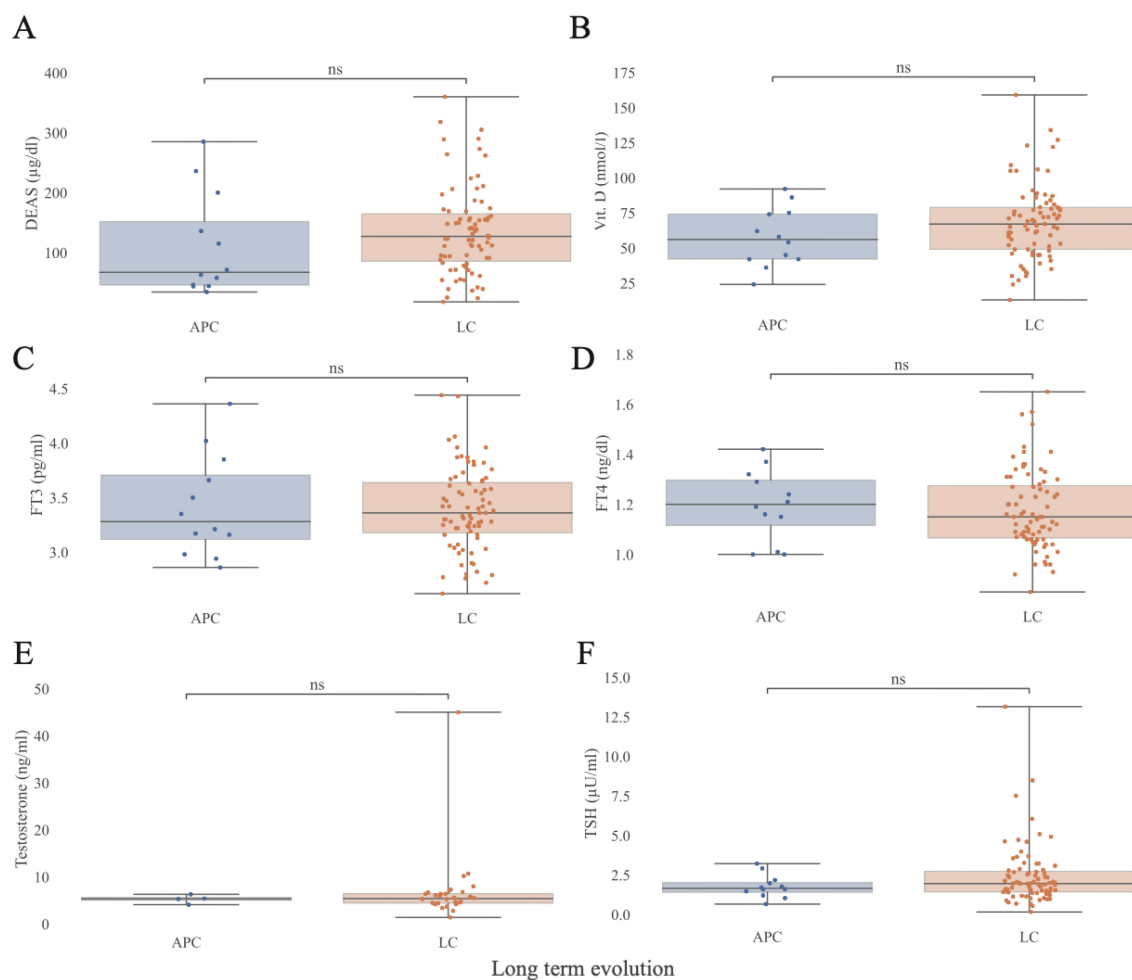 A
ns
400
300
200
100
DEAS (µg/dl)
APC
LC
B
ns
175
150
125
100
75
50
25
Vit. D (nmol/l)
APC
LC
C
ns
4.5
4.0
3.5
3.0
FT3 (pg/ml)
APC
LC
D
ns
1.8
1.6
1.4
1.2
1.0
FT4 (ng/dl)
APC
LC
E
ns
50
40
30
20
10
0
Testosterone (ng/ml)
APC
LC
F
ns
15.0
12.5
10.0
7.5
5.0
2.5
0.0
TSH (µU/ml)
APC
LC
Long term evolution